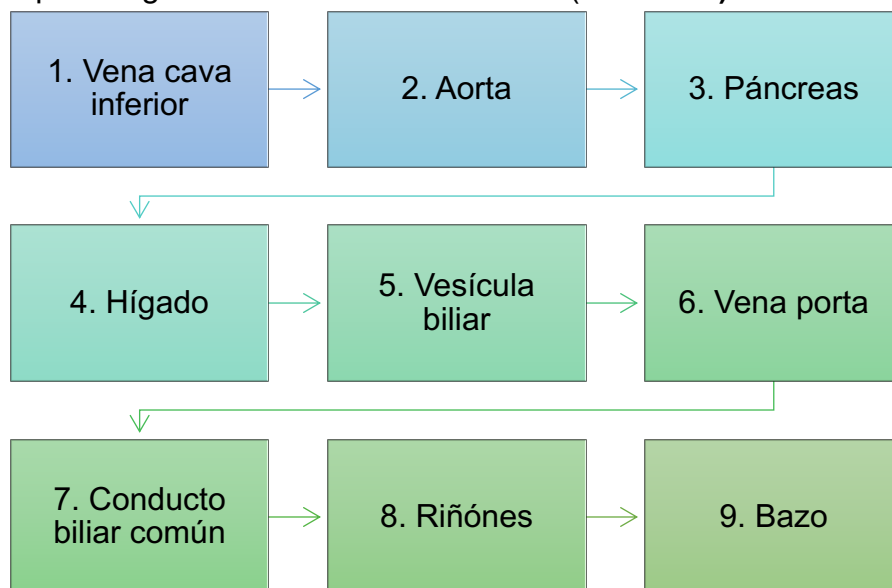 1. Vena cava
inferior
2. Aorta
3. Páncreas
4. Hígado
5. Vesícula
biliar
6. Vena porta
7. Conducto
biliar común
8. Riñónes
9. Bazo